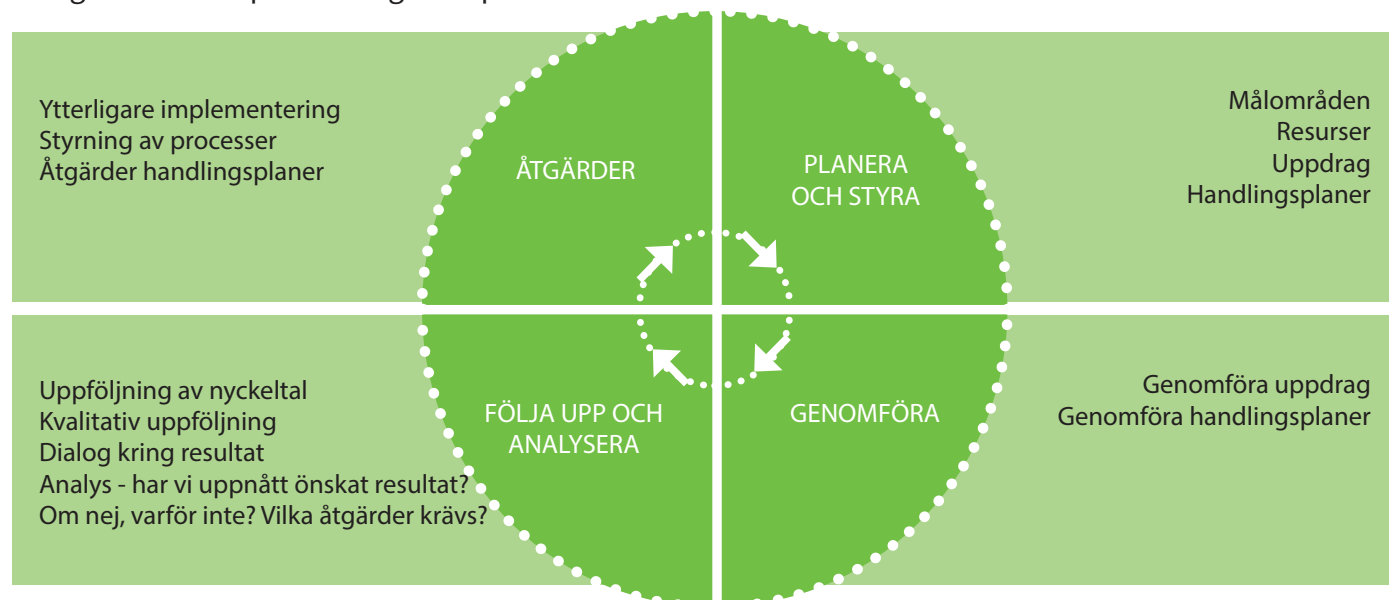 Ytterligare implementering
Styrning av processer
Åtgärder handlingsplaner
ÅTGÄRDER
PLANERA
OCH STYRA
Målområden
Resurser
Uppdrag
Handlingsplaner
Uppföljning av nyckeltal
Kvalitativ uppföljning
Dialog kring resultat
Analys - har vi uppnått önskat resultat?
Om nej, varför inte? Vilka åtgärder krävs?
FÖLJA UPP OCH
ANALYSERA
GENOMFÖRA
Genomföra uppdrag
Genomföra handlingsplaner